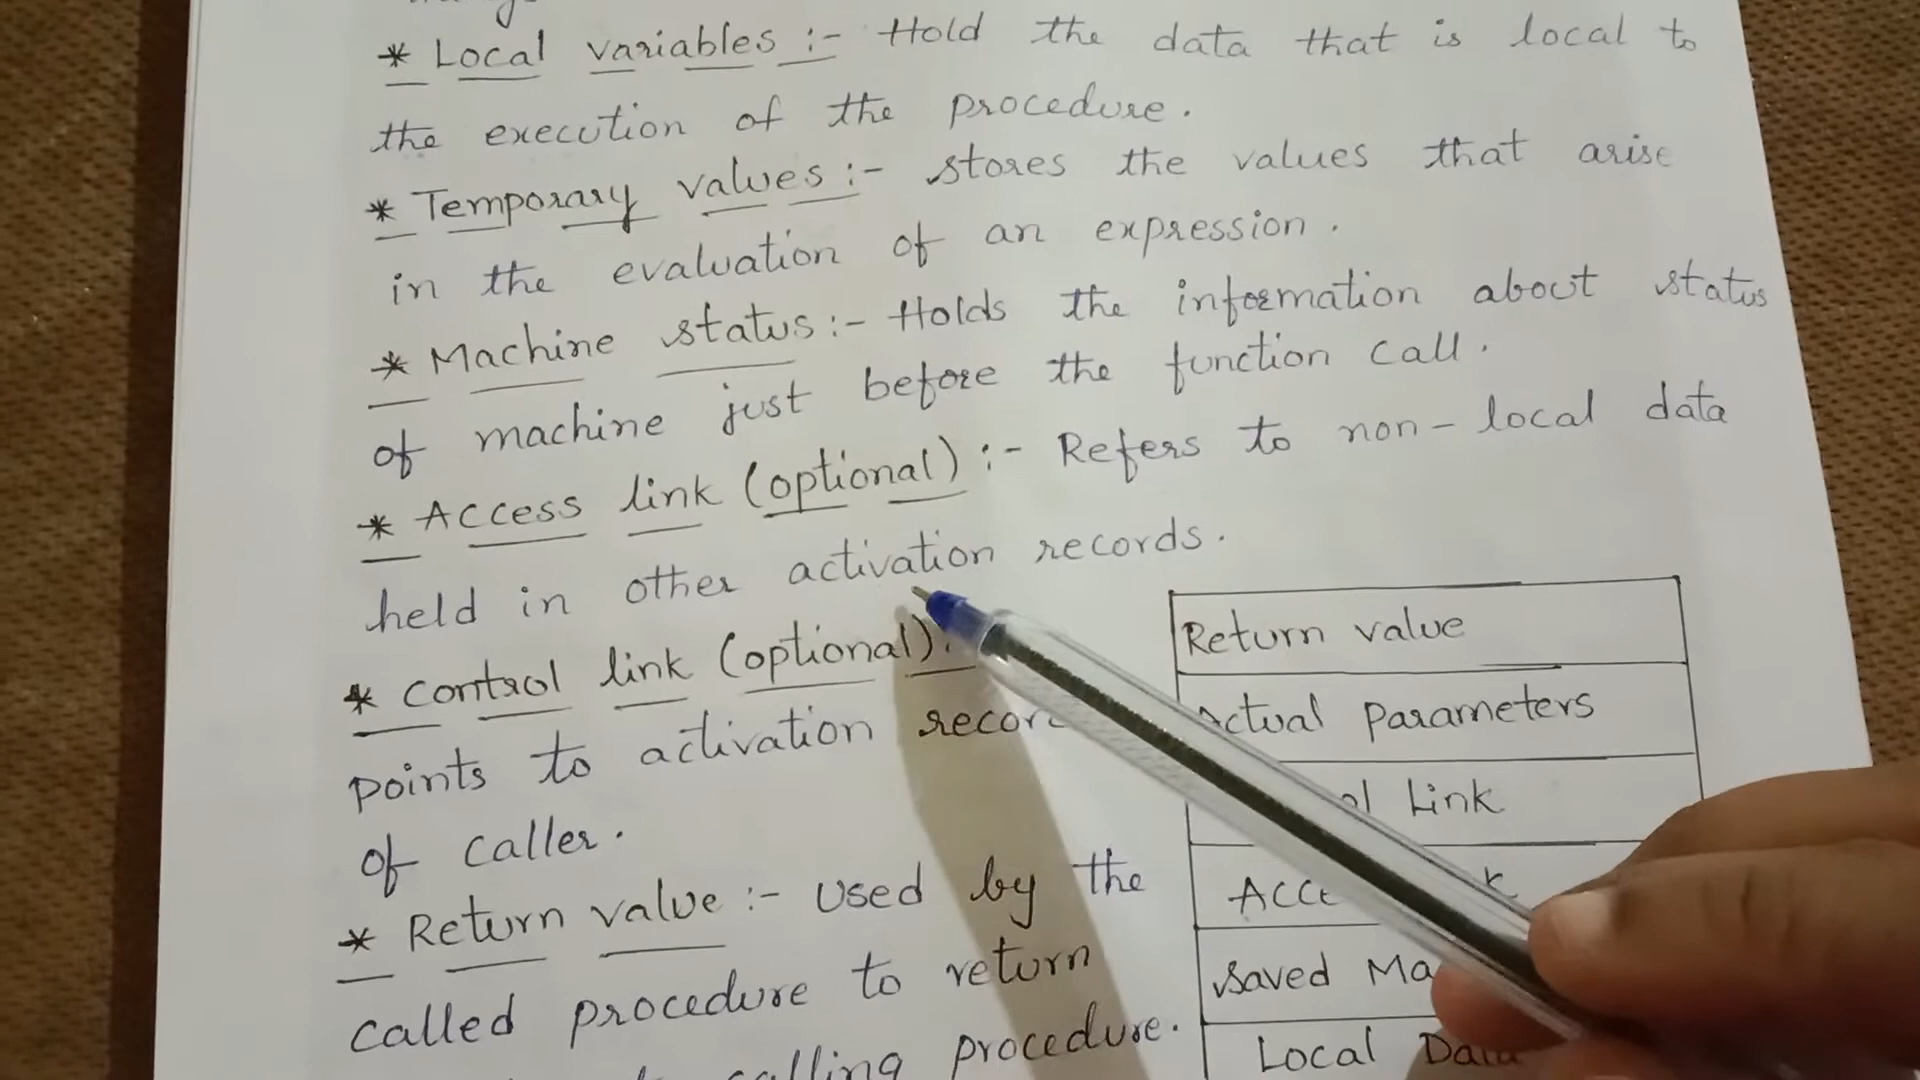 * Local variables :- Hold the data that is local to
the execution of the procedure.
* Temporary values :- stores the values that arise
in the evaluation of an expression.
* Machine status :- Holds the information about status
of machine just before the function call.
* Access link (optional) :- Refers to non-local data
held in other activation records.
* control link (optional):
points to activation
of caller.
* Return value :- Used by the
called procedure to return
calling procedure.
Return value
Actual parameters
Link
Saved
Local Data